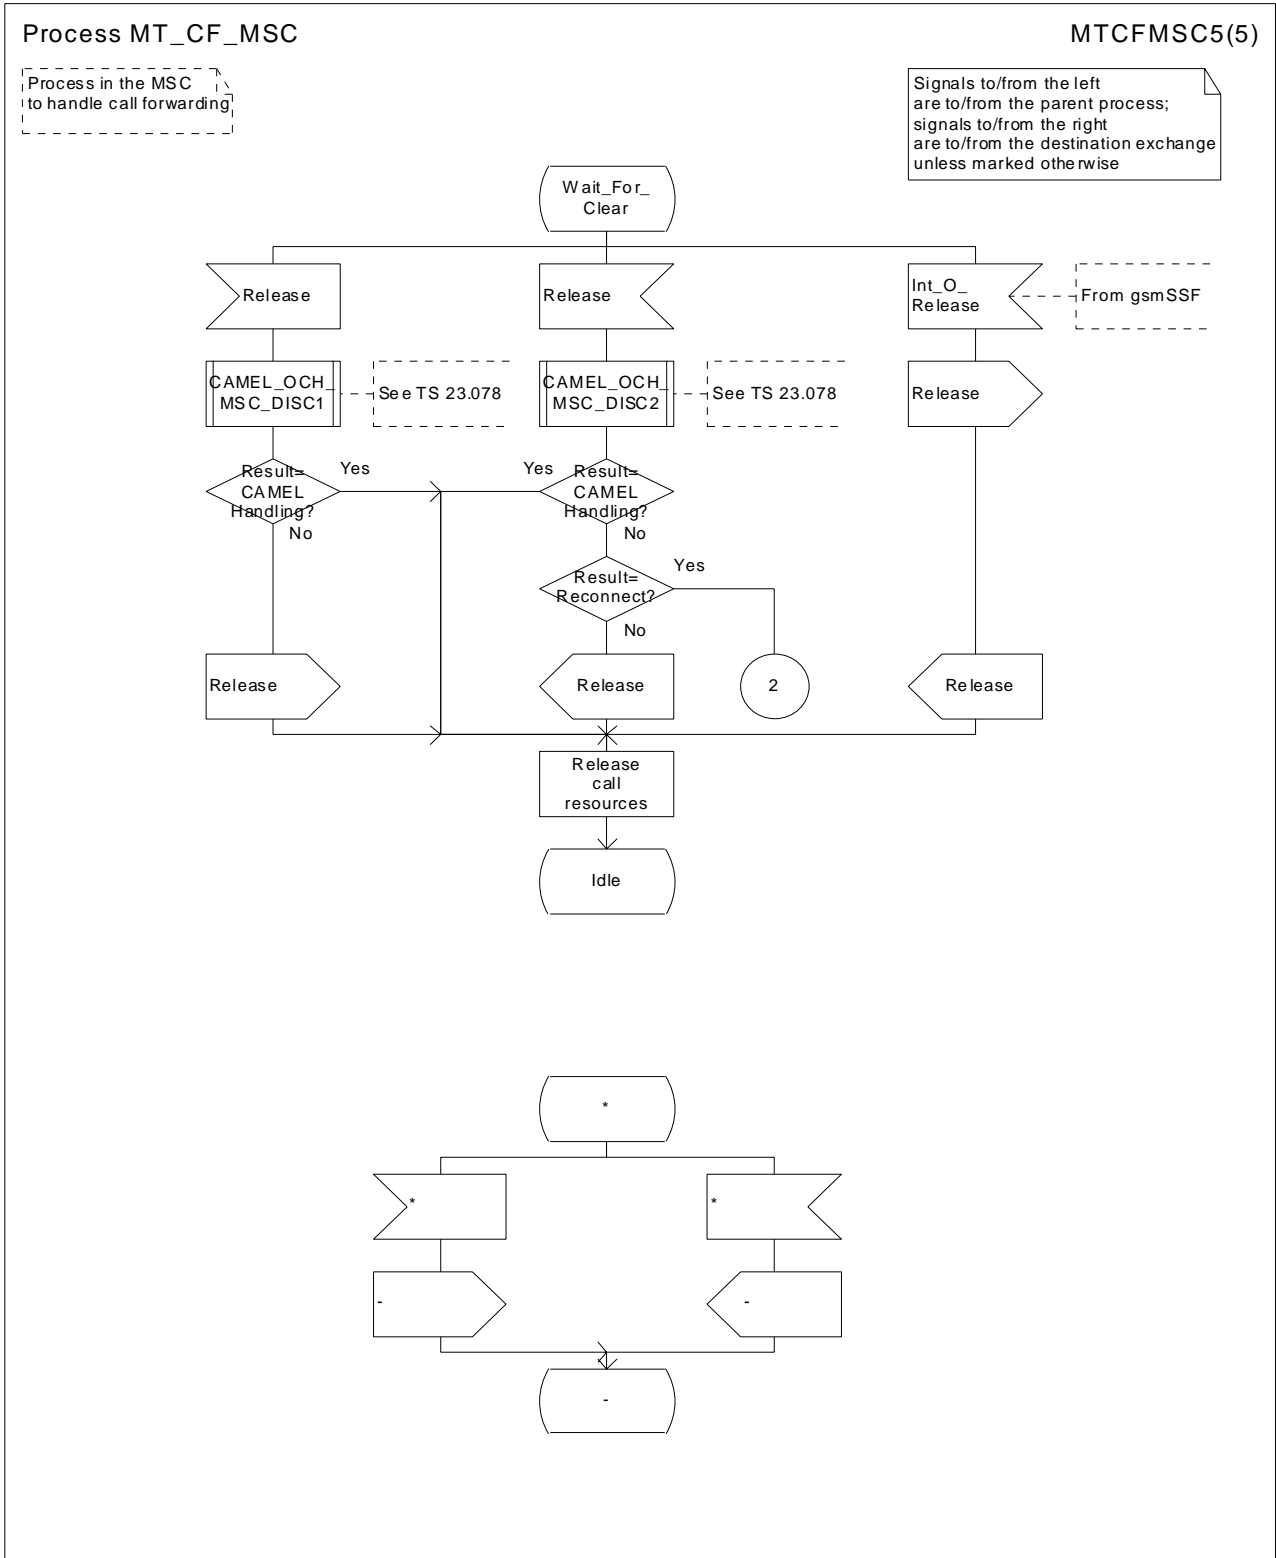 Process MT_CF_MSC
MTCFMSC5(5)
Process in the MSC
to handle call forwarding
Signals to/from the left
are to/from the parent process;
signals to/from the right
are to/from the destination exchange
unless marked otherwise
Wait_For_
Clear
Release
Release
Int_O_
Release
From gsmSSF
CAMEL_OCH_
MSC_DISC1
See TS 23.078
CAMEL_OCH_
MSC_DISC2
See TS 23.078
Release
Result=
CAMEL
Handling?
Yes
No
Yes
Result=
CAMEL
Handling?
No
Result=
Reconnect?
Yes
No
Release
Release
2
Release
Release
call
resources
Idle
*
*
*
-
-
-